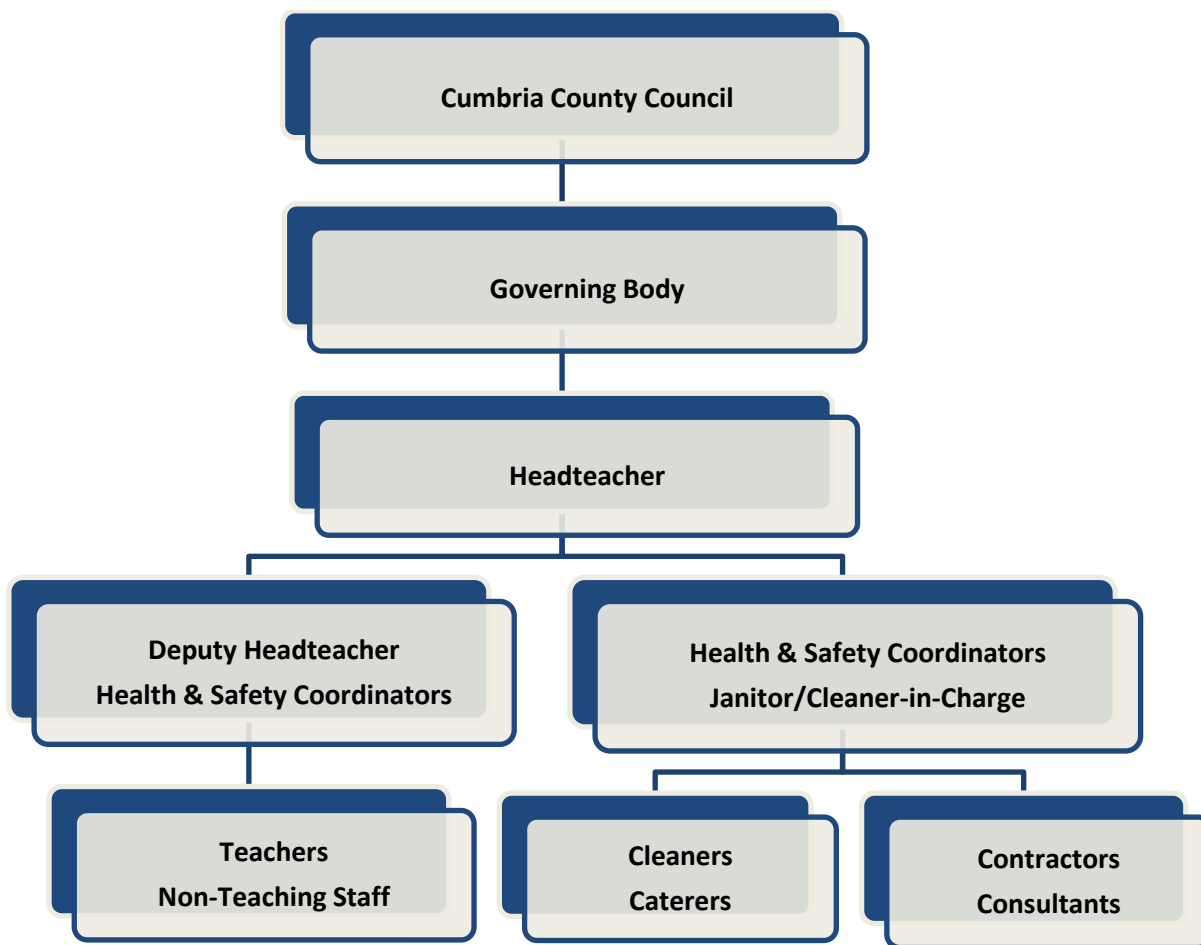 Cumbria County Council
Governing Body
Headteacher
Deputy Headteacher
Health & Safety Coordinators
Health & Safety Coordinators
Janitor/Cleaner-in-Charge
Teachers
Non-Teaching Staff
Cleaners
Caterers
Contractors
Consultants